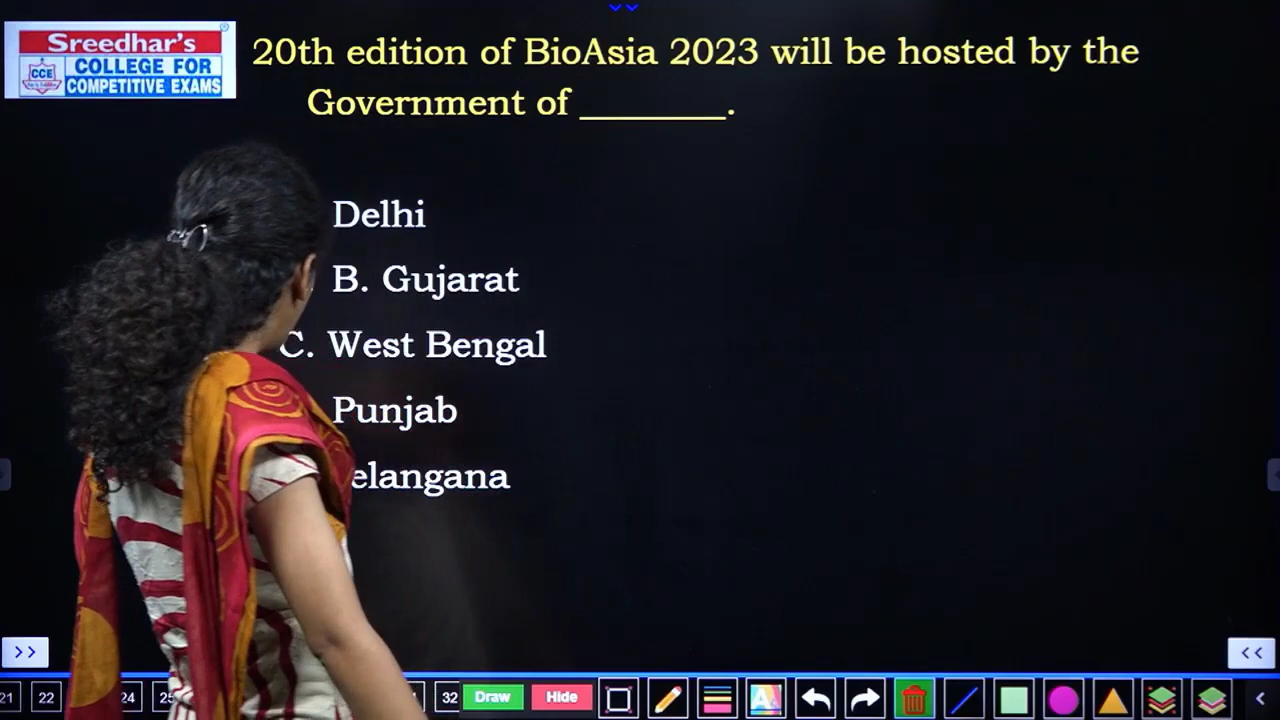 Sreedhar's
CCE
COLLEGE FOR
COMPETITIVE EXAMS
20th edition of BioAsia 2023 will be hosted by the
Government of ________.
Delhi
B. Gujarat
C. West Bengal
Punjab
elangana
>>
<<
21 22 24 25 32 Draw Hide